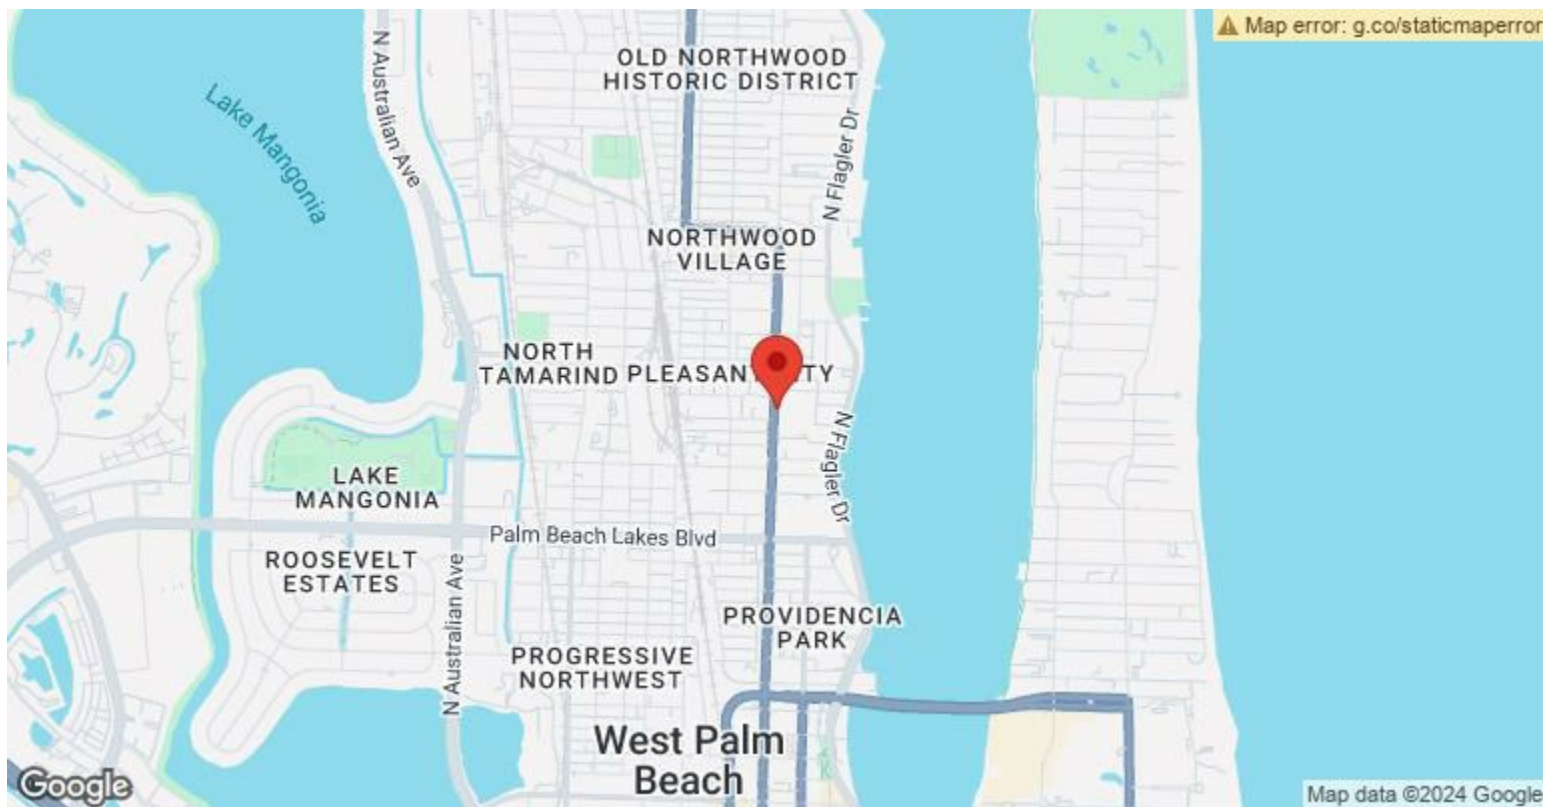 Map error: g.co/staticmaperror
N Australian Ave
OLD NORTHWOOD
HISTORIC DISTRICT
Lake Mangonia
N Flagler Dr
NORTHWOOD
VILLAGE
NORTH
TAMARIND
PLEASANT
N Flagler Dr
LAKE
MANGONIA
Palm Beach Lakes Blvd
ROOSEVELT
ESTATES
N Australian Ave
PROVIDENCIA
PARK
PROGRESSIVE
NORTHWEST
West Palm
Beach
Google
Map data ©2024 Google